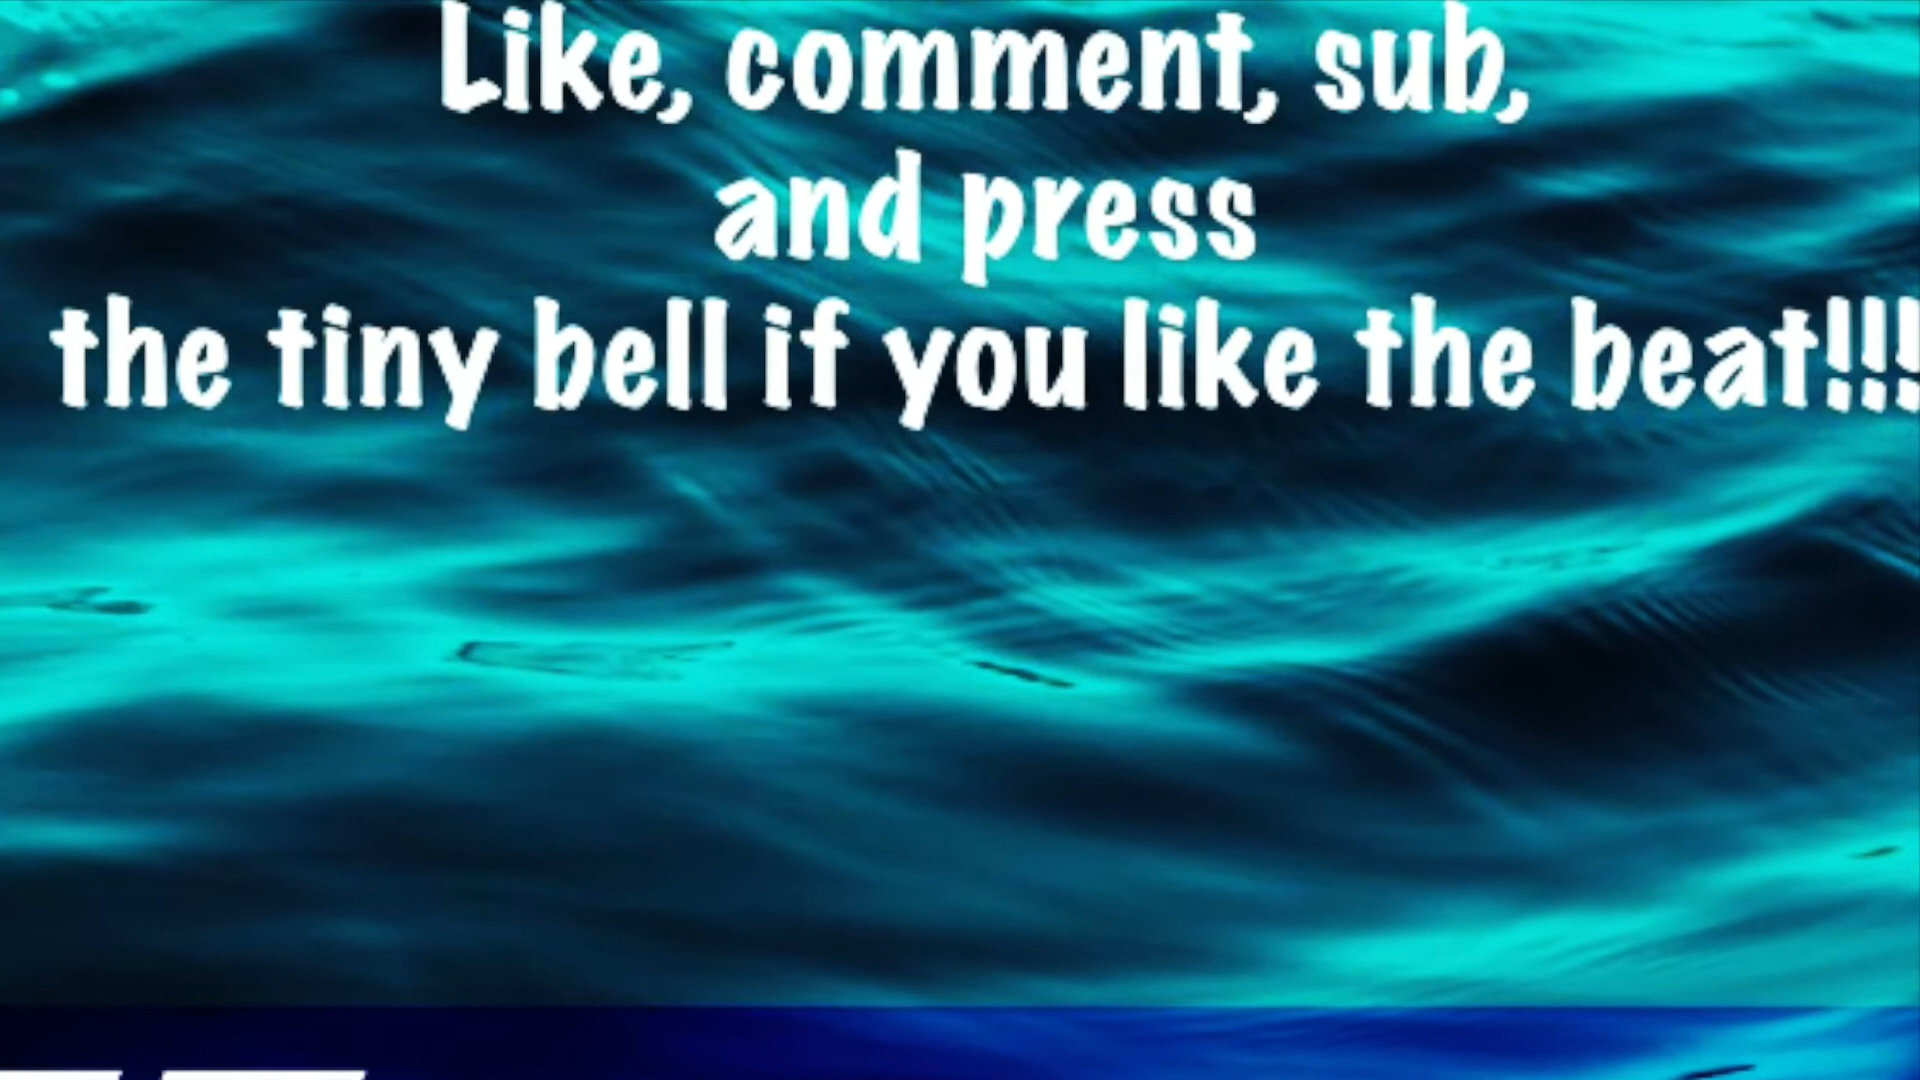 Like, comment, sub,
and press
the tiny bell if you like the beat!!!